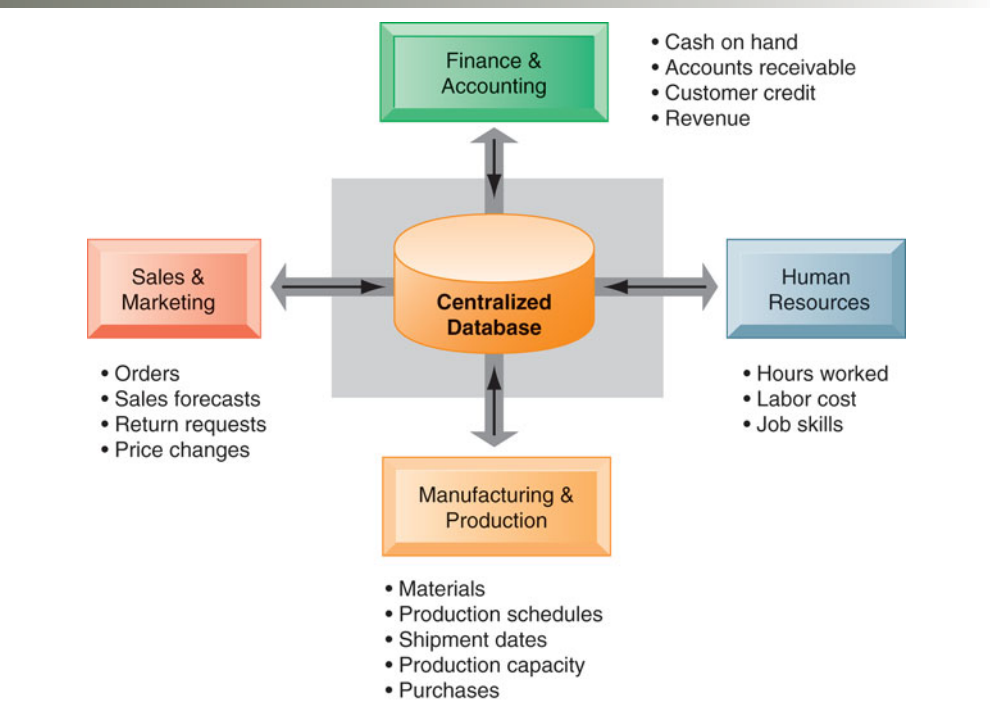 Finance &
Accounting
• Cash on hand
• Accounts receivable
• Customer credit
• Revenue
Sales &
Marketing
• Orders
• Sales forecasts
• Return requests
• Price changes
Centralized
Database
Human
Resources
• Hours worked
• Labor cost
• Job skills
Manufacturing &
Production
• Materials
• Production schedules
• Shipment dates
• Production capacity
• Purchases